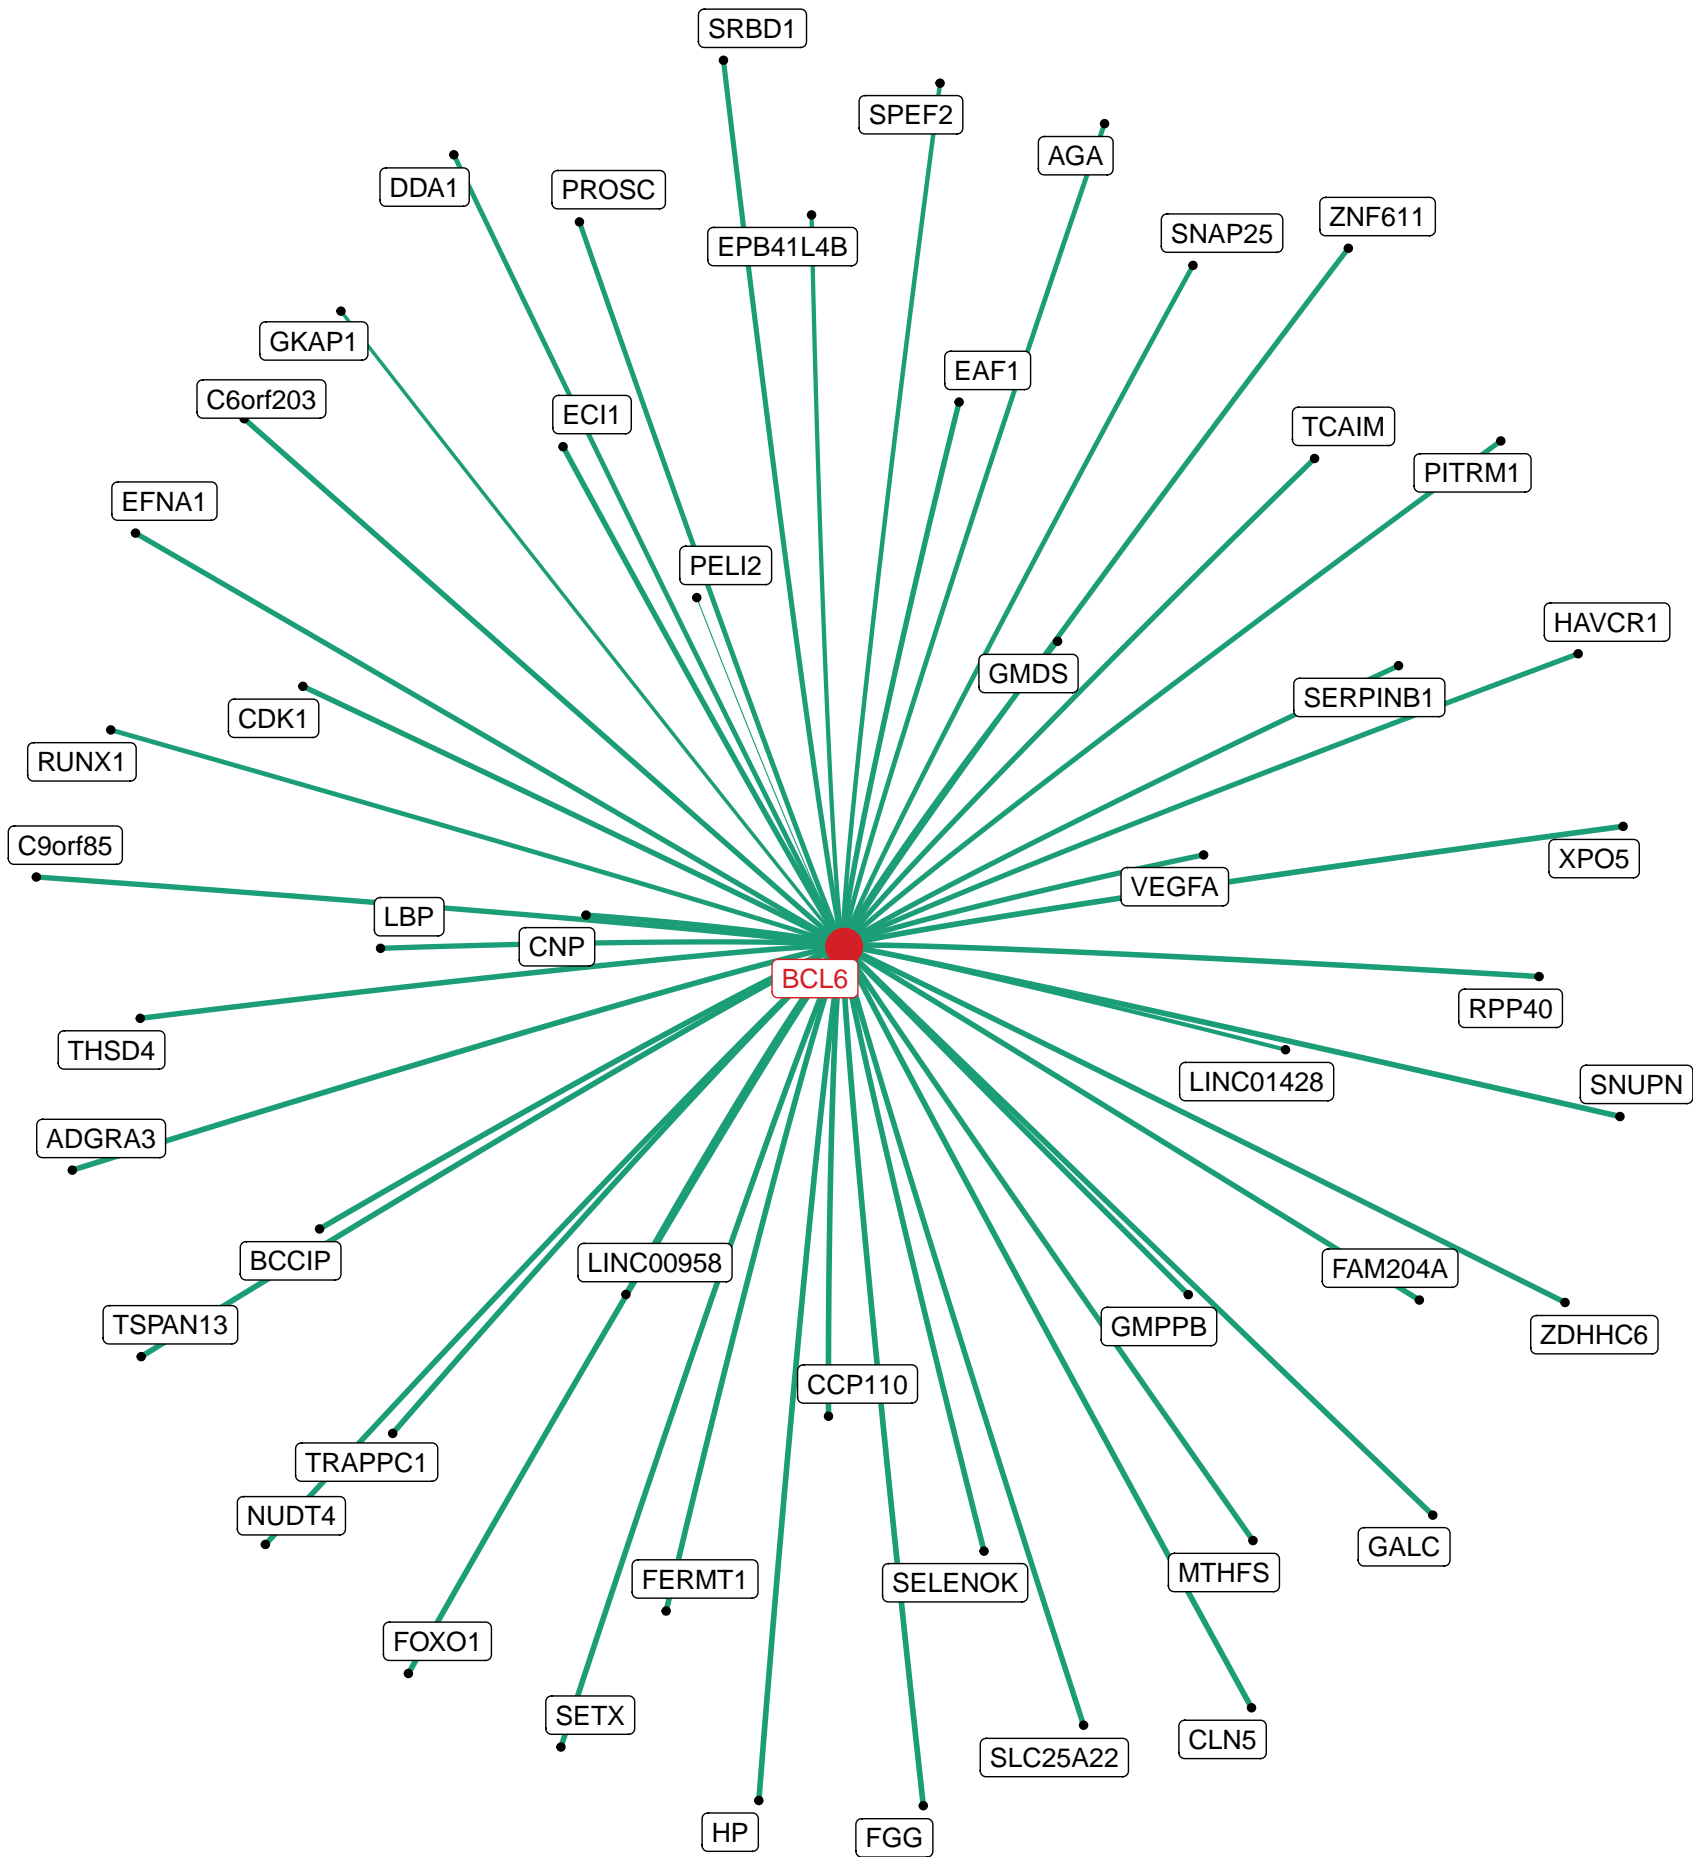 SRBD1
SPEF2
AGA
DDA1
PROSC
ZNF611
SNAP25
EPB41L4B
GKAP1
EAF1
C6orf203
ECI1
TCAIM
PITRM1
EFNA1
PELI2
HAVCR1
GMDS
SERPINB1
CDK1
RUNX1
C9orf85
XPO5
VEGFA
LBP
CNP
BCL6
RPP40
THSD4
LINC01428
SNUPN
ADGRA3
BCCIP
LINC00958
FAM204A
TSPAN13
GMPPB
ZDHHC6
CCP110
TRAPPC1
NUDT4
GALC
MTHFS
FERMT1
SELENOK
FOXO1
SETX
CLN5
SLC25A22
HP
FGG